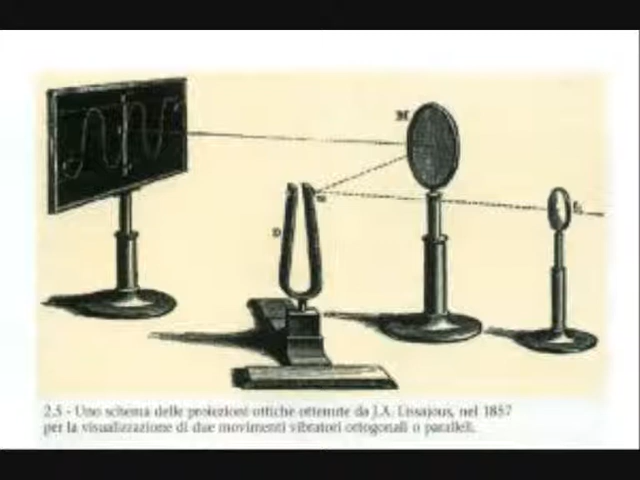 M
D
L
2.5 - Uno schema delle proiezioni ottiche ottenute da J.A. Lissajous, nel 1857
per la visualizzazione di due movimenti vibratori ortogonali o paralleli.